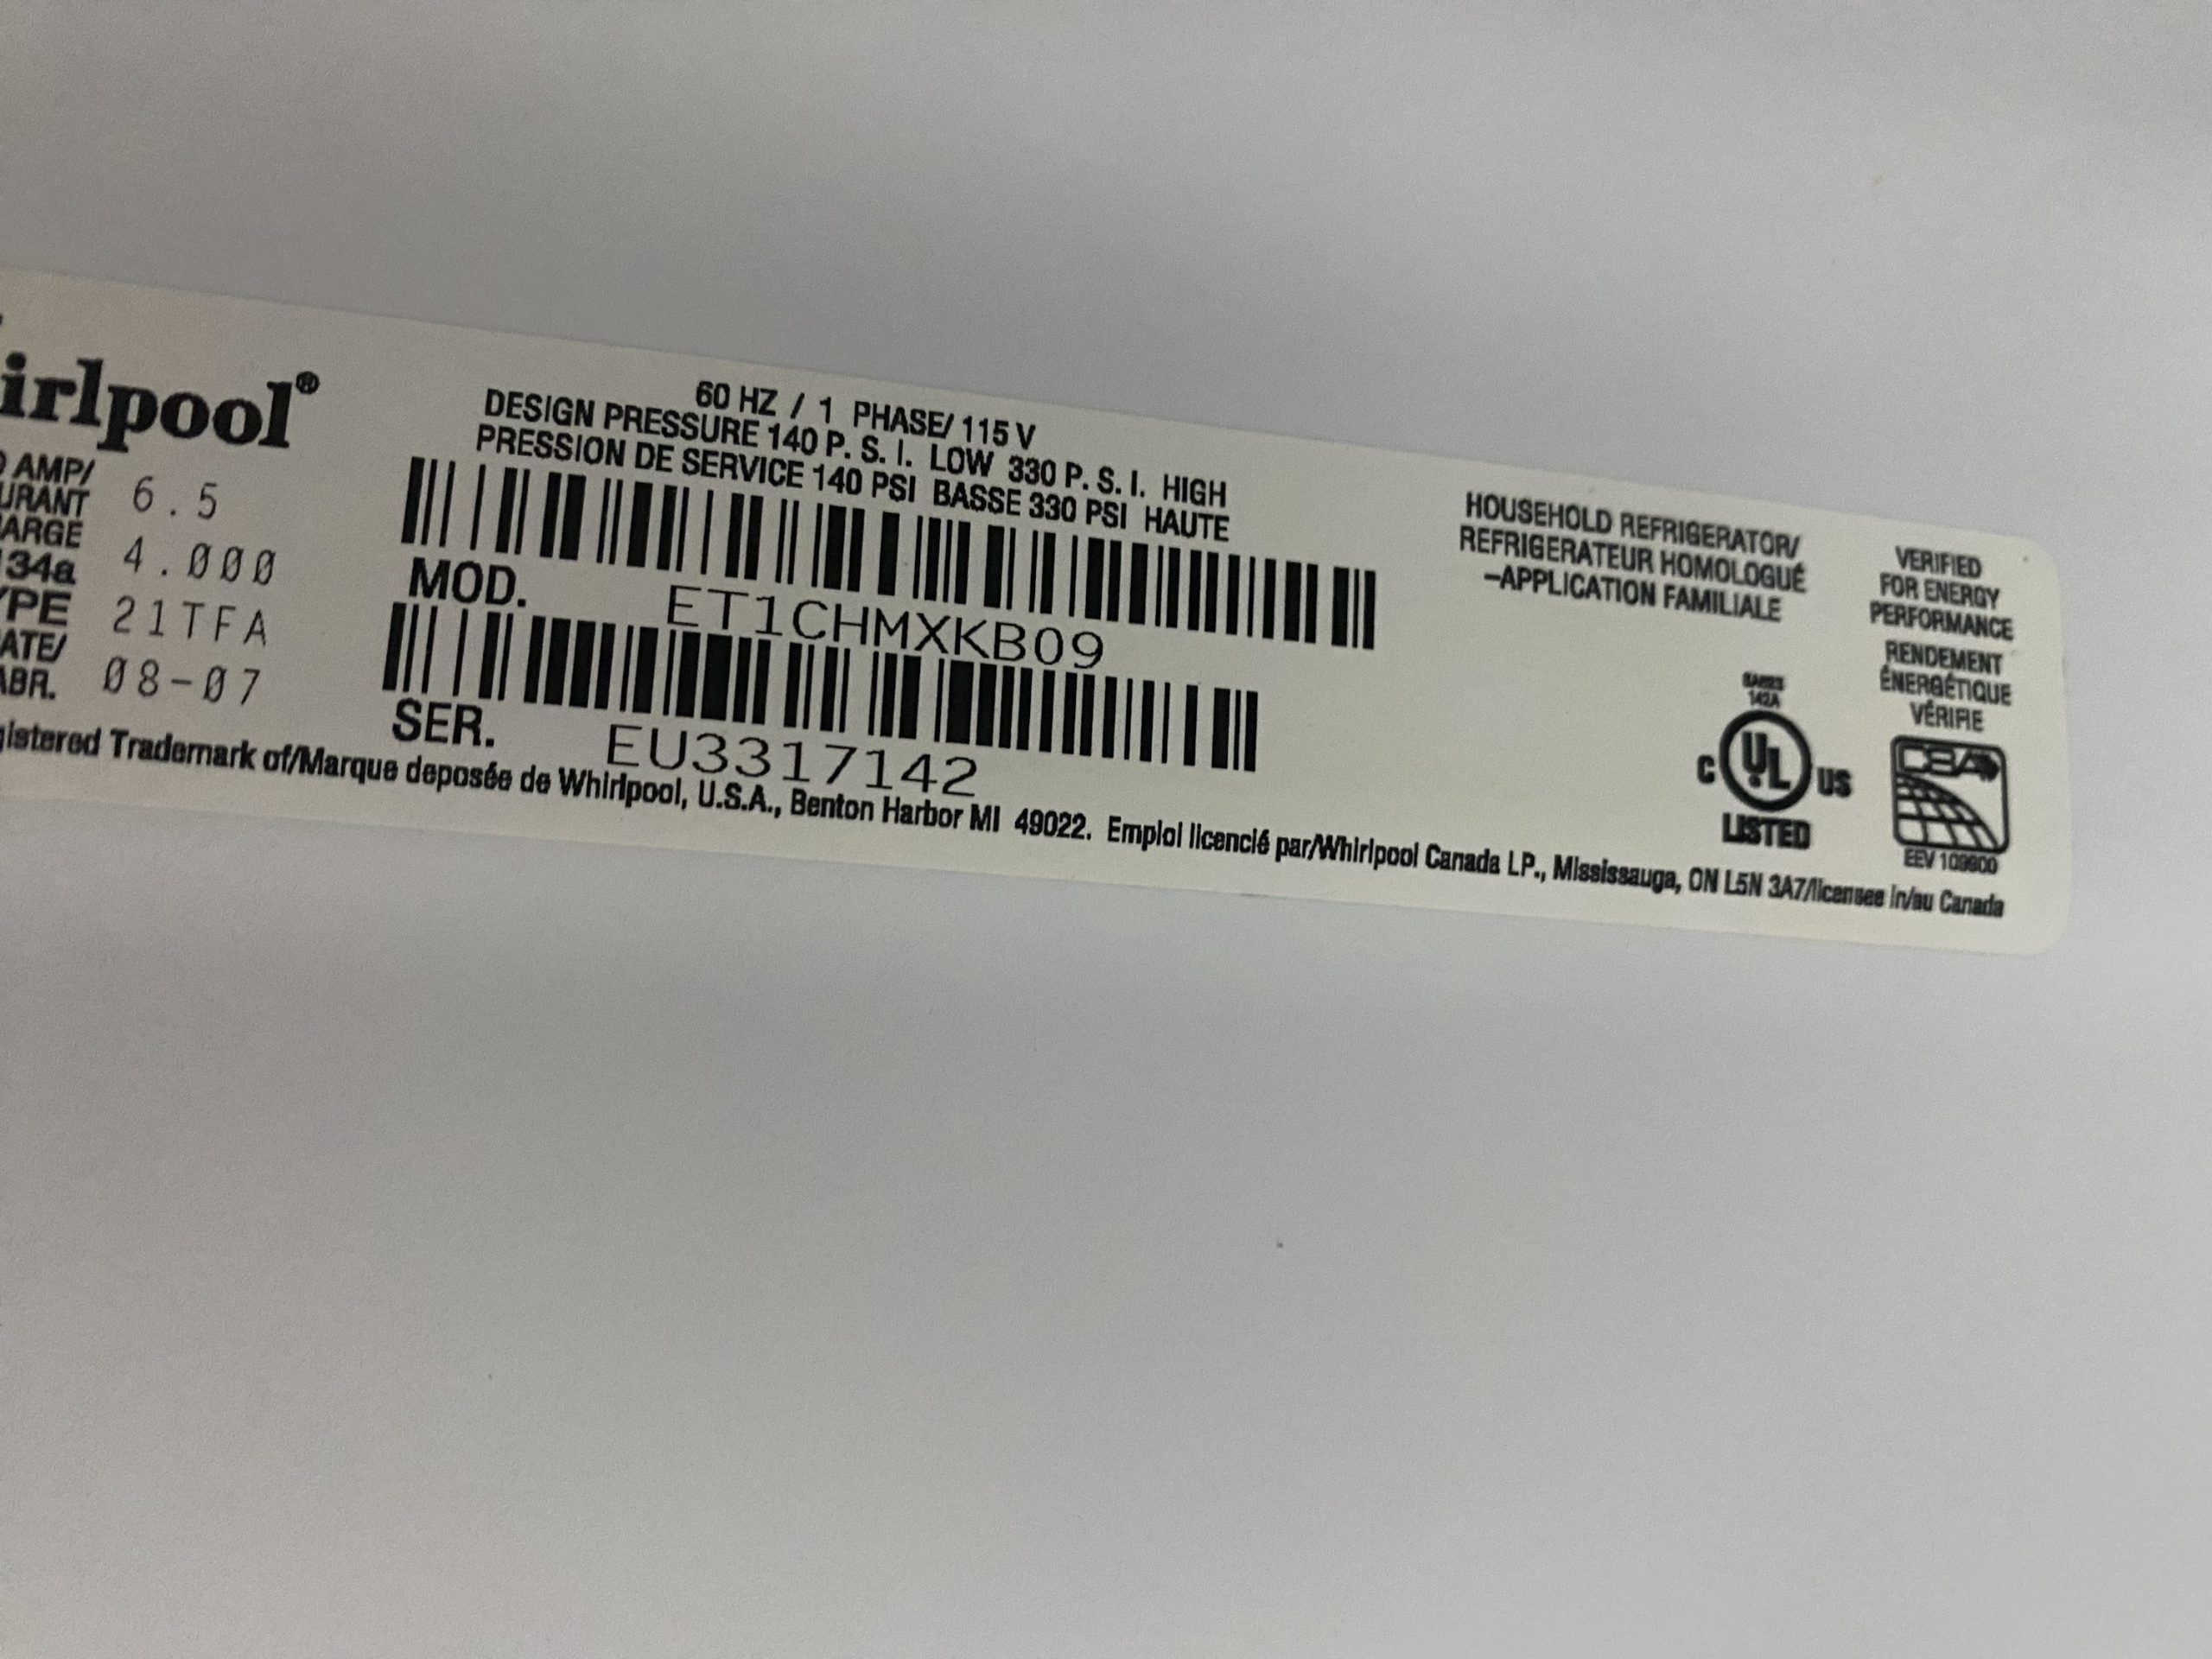 irlpool®
AMP/ 6.5
URANT
ARGE 4.000
134a
YPE 21TFA
ATE/ 08-07
ABR.
60 HZ / 1 PHASE/ 115 V
DESIGN PRESSURE 140 P. S. I. LOW 330 P. S. I. HIGH
PRESSION DE SERVICE 140 PSI BASSE 330 PSI HAUTE
MOD. ET1CHMXKB09
SER. EU3317142
HOUSEHOLD REFRIGERATOR/
REFRIGERATEUR HOMOLOGUÉ
–APPLICATION FAMILIALE
VERIFIED
FOR ENERGY
PERFORMANCE
RENDEMENT
ÉNERGÉTIQUE
VÉRIFIE
142A
C UL US
LISTED
gistered Trademark of/Marque deposée de Whirlpool, U.S.A., Benton Harbor MI 49022. Emploi licencié par/Whirlpool Canada LP., Mississauga, ON L5N 3A7/licensee in/au Canada